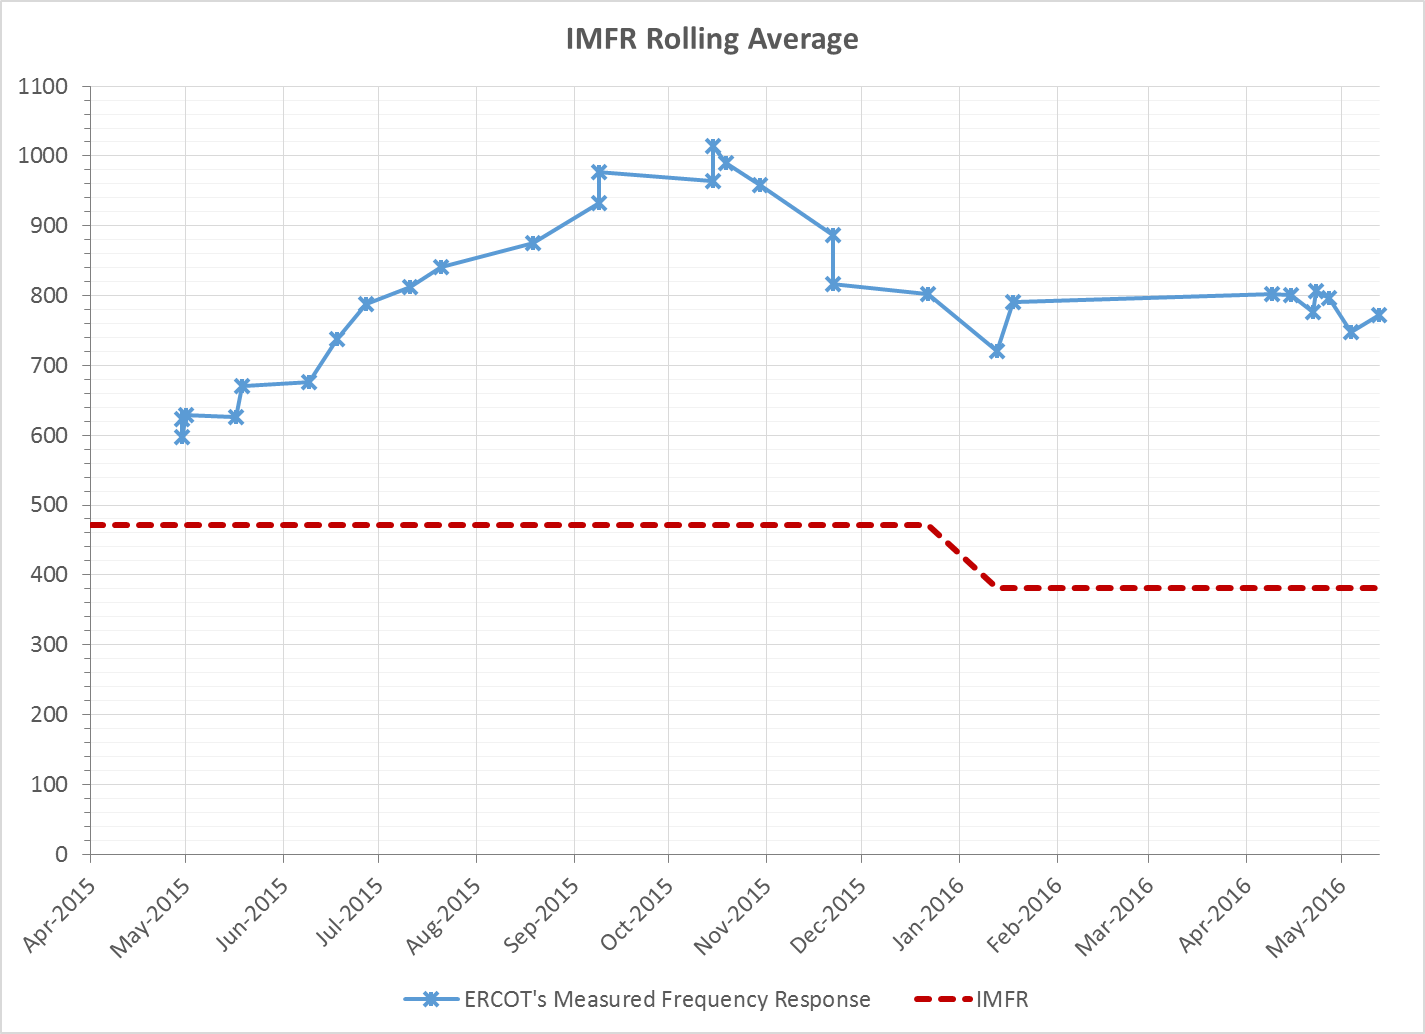 IMFR Rolling Average
1100
1000
900
800
700
600
500
400
300
200
100
0
Apr-2015
May-2015
Jun-2015
Jul-2015
Aug-2015
Sep-2015
Oct-2015
Nov-2015
Dec-2015
Jan-2016
Feb-2016
Mar-2016
Apr-2016
May-2016
ERCOT's Measured Frequency Response
IMFR